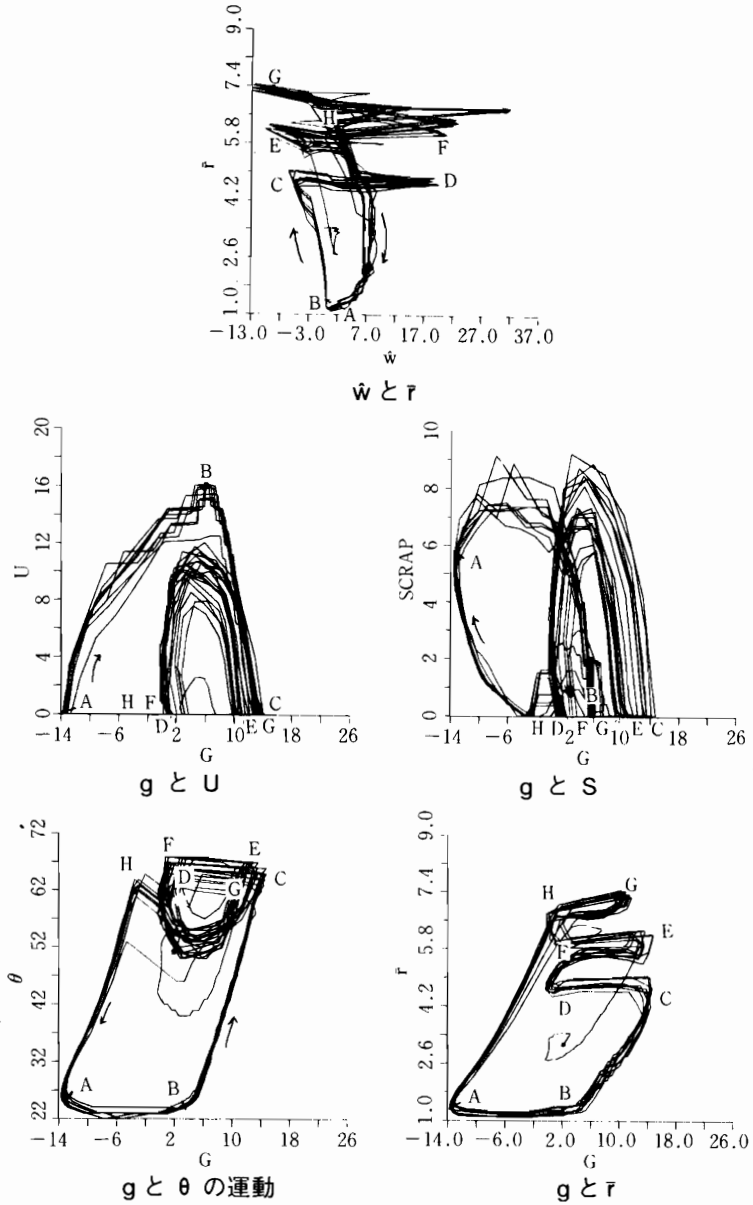 9.0
7.4
5.8
4.2
2.6
1.0
r̄
G
H
E
F
C
D
B
A
−13.0 −3.0 7.0 17.0 27.0 37.0
ŵ
ŵ と r̄
20
16
12
8
4
0
U
B
A H F C
D E G
−14 −6 2 10 18 26
G
g と U
10
8
6
4
2
0
SCRAP
A
B
H D F G E C
−14 −6 2 10 18 26
G
g と S
72
62
52
42
32
22
θ
F E
H D G C
A B
−14 −6 2 10 18 26
G
g と θ の運動
9.0
7.4
5.8
4.2
2.6
1.0
r̄
H G
F E
D C
A B
−14.0 −6.0 2.0 10.0 18.0 26.0
G
g と r̄